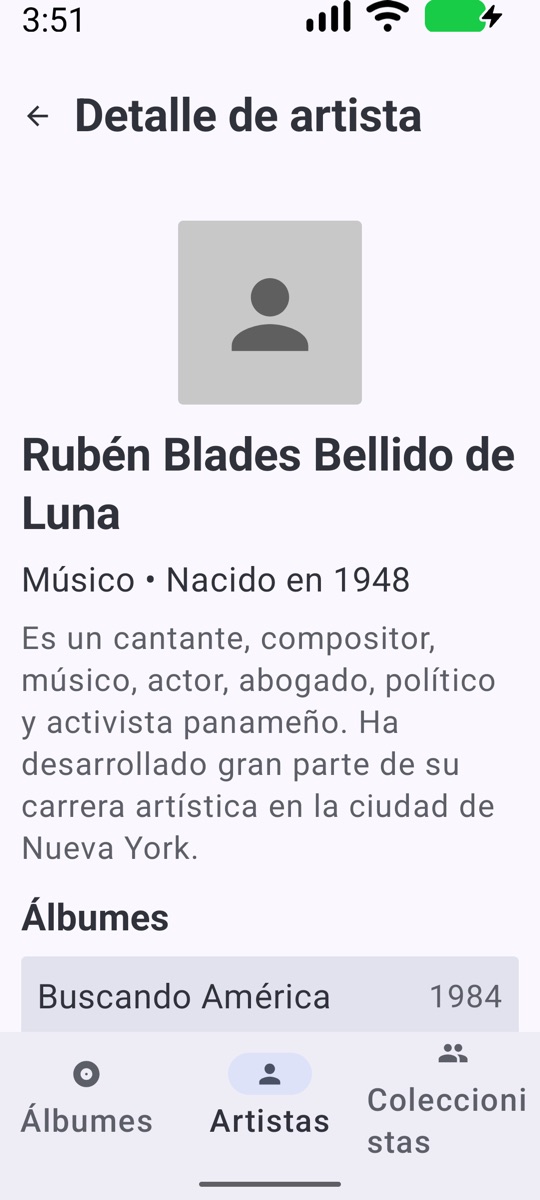 3:51
Detalle de artista
Rubén Blades Bellido de
Luna
Músico • Nacido en 1948
Es un cantante, compositor,
músico, actor, abogado, político
y activista panameño. Ha
desarrollado gran parte de su
carrera artística en la ciudad de
Nueva York.
Álbumes
Buscando América 1984
Álbumes
Artistas
Coleccioni
stas